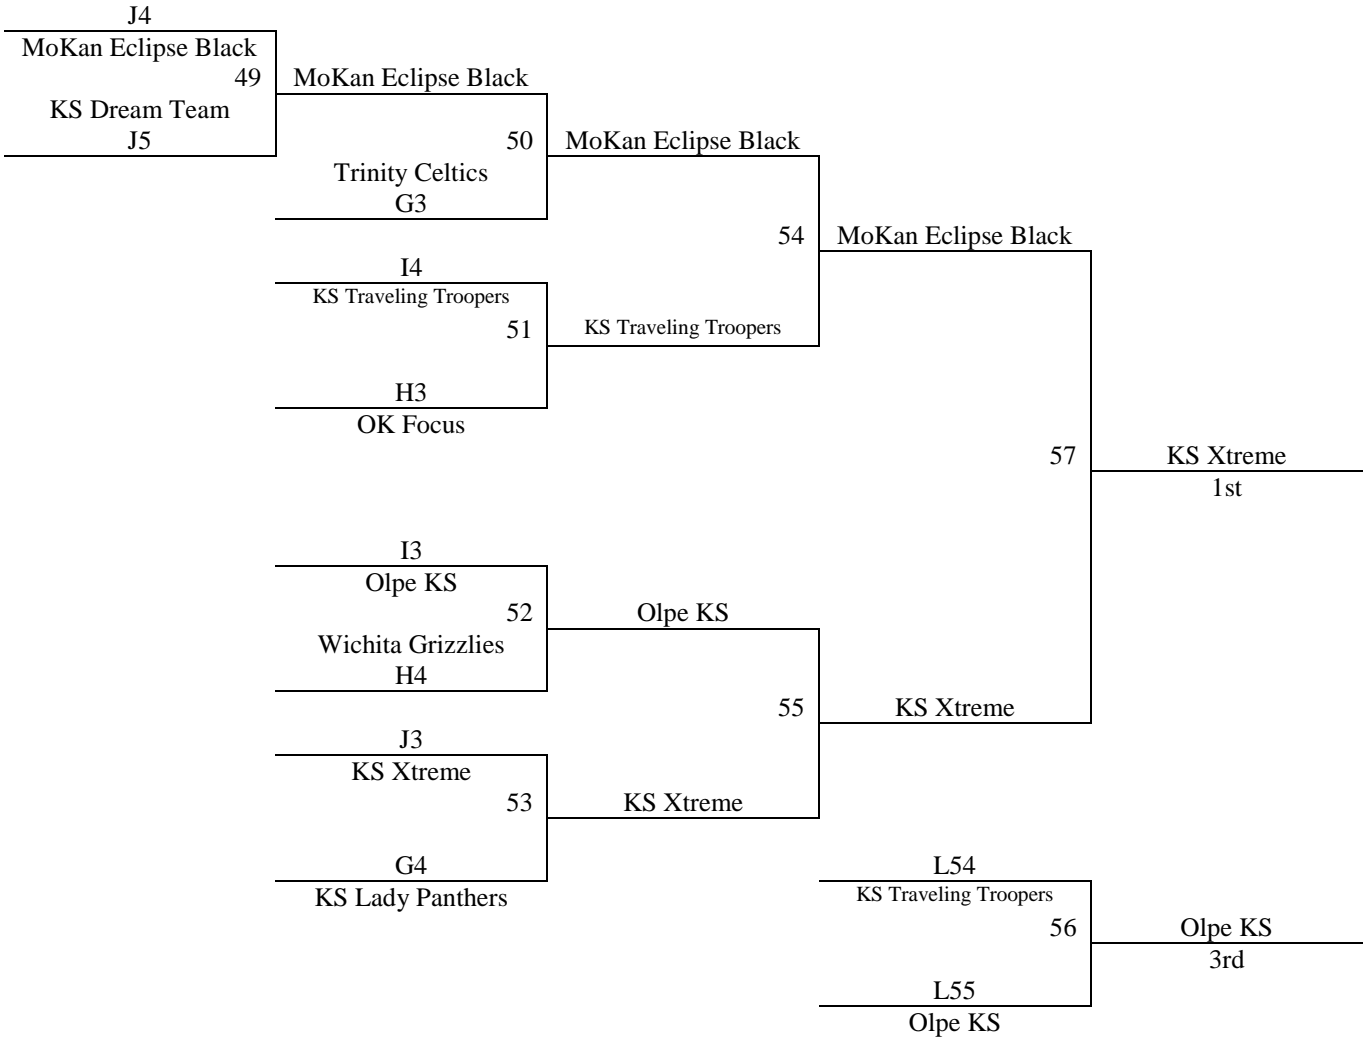 J4
MoKan Eclipse Black
49
KS Dream Team
J5
MoKan Eclipse Black
50
Trinity Celtics
G3
MoKan Eclipse Black
I4
KS Traveling Troopers
51
H3
OK Focus
KS Traveling Troopers
54
MoKan Eclipse Black
I3
Olpe KS
52
Wichita Grizzlies
H4
Olpe KS
J3
KS Xtreme
53
G4
KS Lady Panthers
KS Xtreme
55
KS Xtreme
57
KS Xtreme
1st
L54
KS Traveling Troopers
56
L55
Olpe KS
Olpe KS
3rd